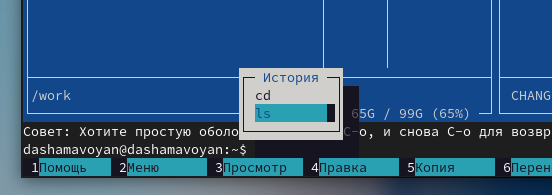 История
cd
/work
ls
65G / 99G (65%)
CHANG
Совет: Хотите простую оболо С-о, и снова С-о для возвр
dashamavoyan@dashamavoyan:~$
1Помощь 2Меню 3Просмотр 4Правка 5Копия 6Перен